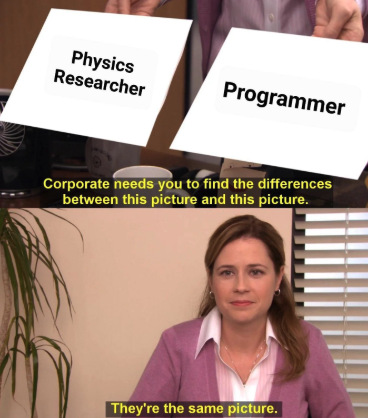 Physics
Researcher
Programmer
Corporate needs you to find the differences
between this picture and this picture.
They're the same picture.